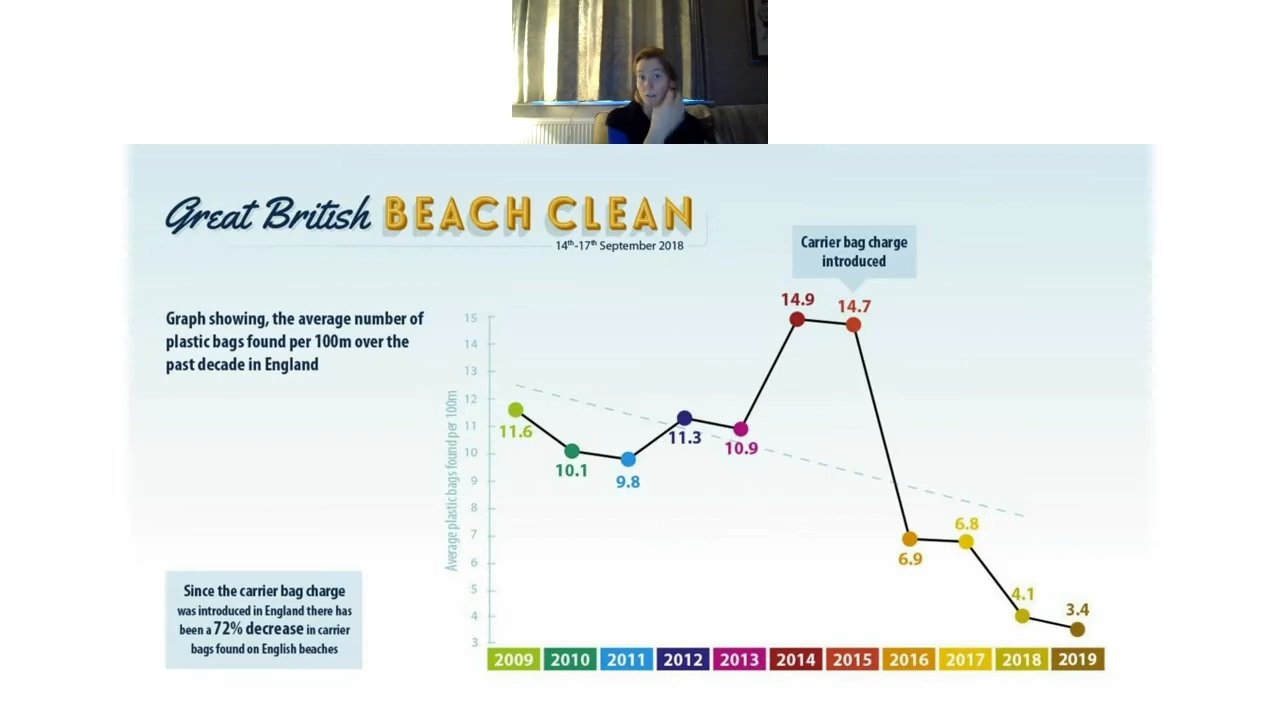 Great British BEACH CLEAN
14th-17th September 2018
Carrier bag charge
introduced
Graph showing, the average number of
plastic bags found per 100m over the
past decade in England
Average plastic bags found per 100m
15
14
13
12
11
10
9
8
7
6
5
4
3
11.6
10.1
9.8
11.3
10.9
14.9
14.7
6.9
6.8
4.1
3.4
Since the carrier bag charge
was introduced in England there has
been a 72% decrease in carrier
bags found on English beaches
2009 2010 2011 2012 2013 2014 2015 2016 2017 2018 2019